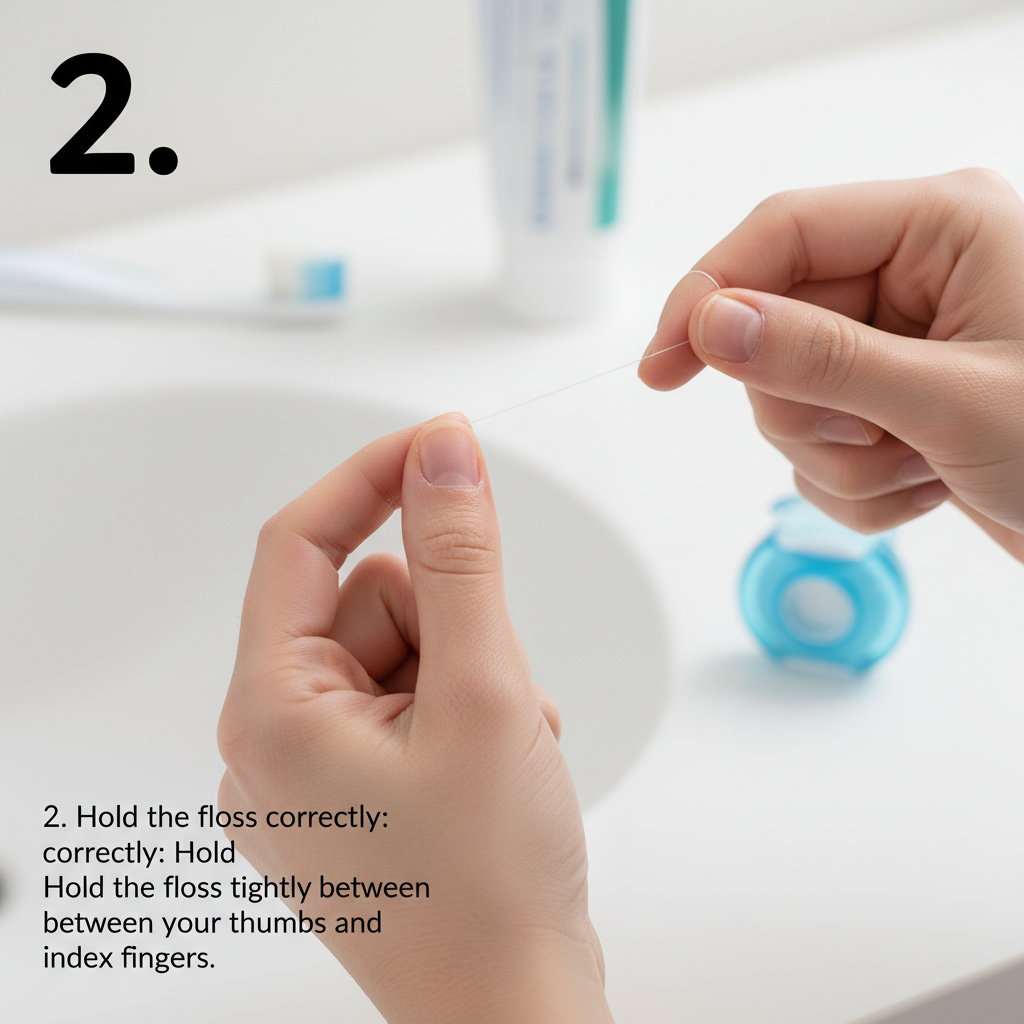 2.
2. Hold the floss correctly:
correctly: Hold
Hold the floss tightly between
between your thumbs and
index fingers.